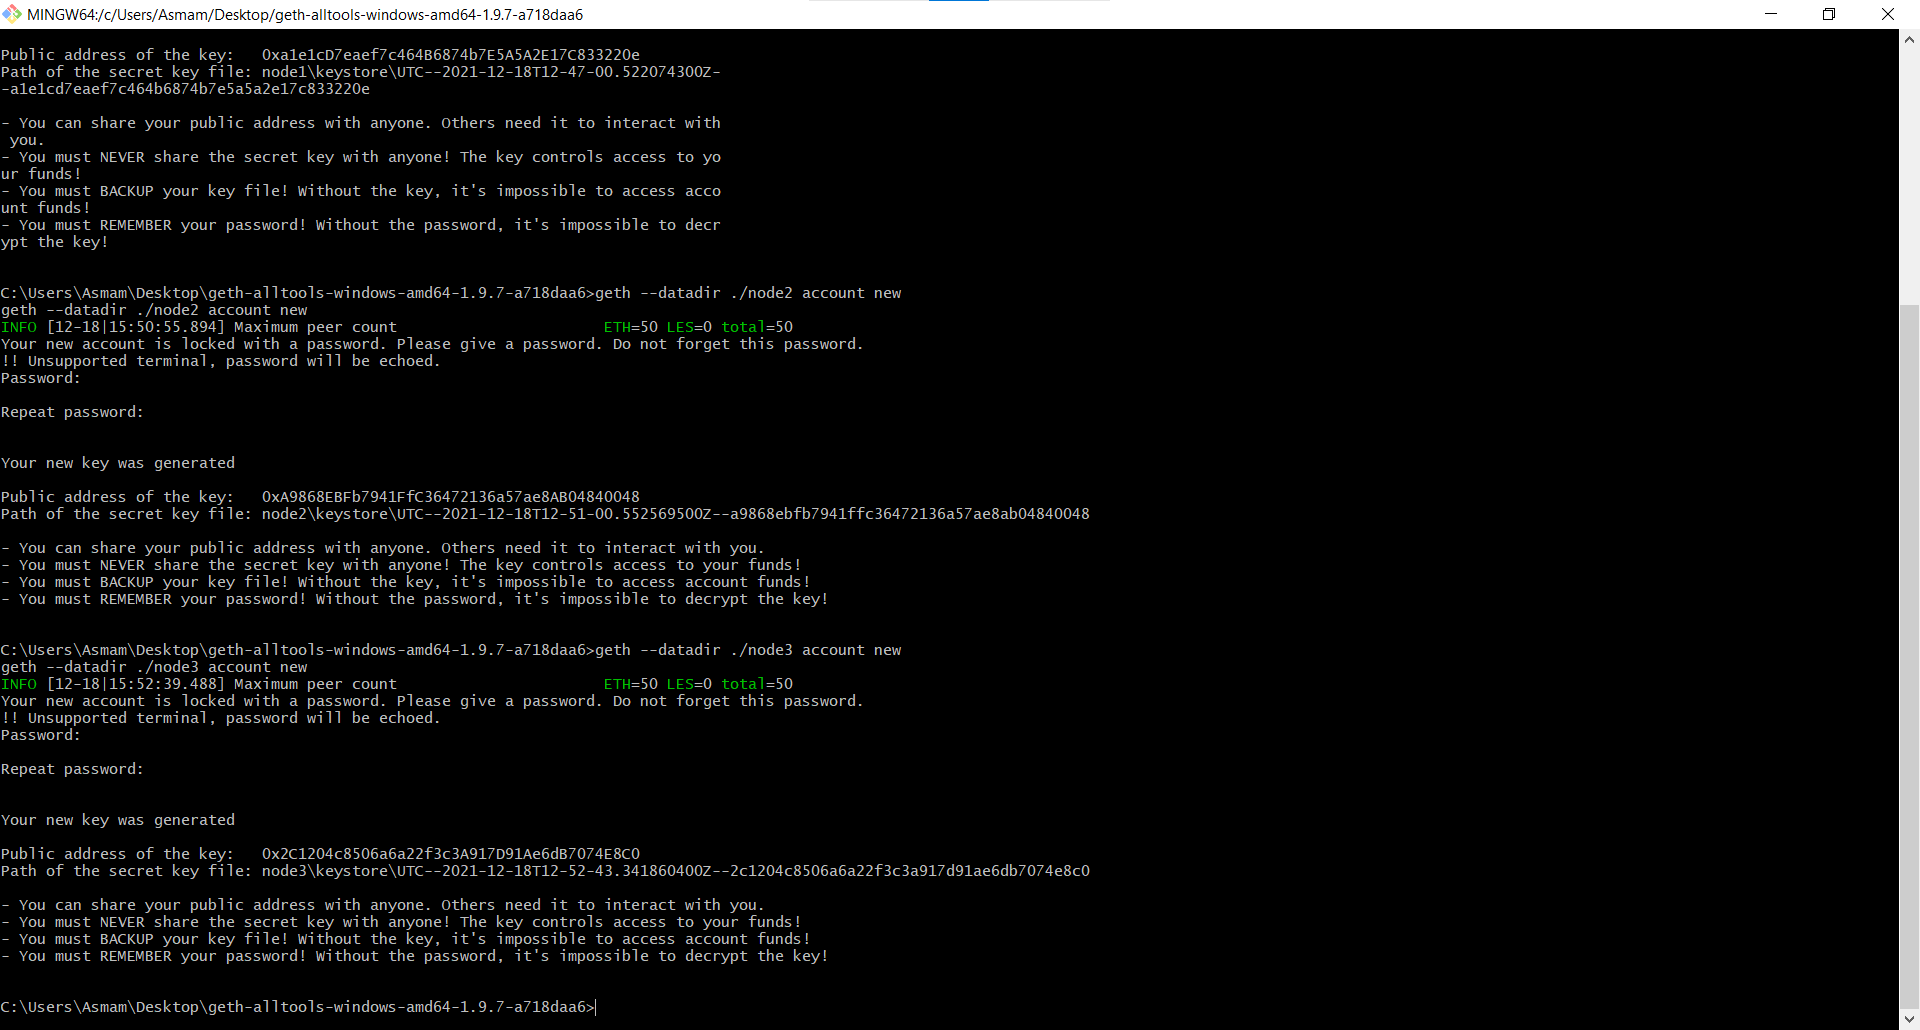 MINGW64:/c/Users/Asmam/Desktop/geth-alltools-windows-amd64-1.9.7-a718daa6
Public address of the key:   0xa1e1cD7eaef7c464B6874b7E5A5A2E17C833220e
Path of the secret key file: node1\keystore\UTC--2021-12-18T12-47-00.522074300Z-
-a1e1cd7eaef7c464b6874b7e5a5a2e17c833220e
- You can share your public address with anyone. Others need it to interact with
 you.
- You must NEVER share the secret key with anyone! The key controls access to yo
ur funds!
- You must BACKUP your key file! Without the key, it's impossible to access acco
unt funds!
- You must REMEMBER your password! Without the password, it's impossible to decr
ypt the key!
C:\Users\Asmam\Desktop\geth-alltools-windows-amd64-1.9.7-a718daa6>geth --datadir ./node2 account new
geth --datadir ./node2 account new
INFO [12-18|15:50:55.894] Maximum peer count                       ETH=50 LES=0 total=50
Your new account is locked with a password. Please give a password. Do not forget this password.
!! Unsupported terminal, password will be echoed.
Password:
Repeat password:
Your new key was generated
Public address of the key:   0xA9868EBFb7941FfC36472136a57ae8AB04840048
Path of the secret key file: node2\keystore\UTC--2021-12-18T12-51-00.552569500Z--a9868ebfb7941ffc36472136a57ae8ab04840048
- You can share your public address with anyone. Others need it to interact with you.
- You must NEVER share the secret key with anyone! The key controls access to your funds!
- You must BACKUP your key file! Without the key, it's impossible to access account funds!
- You must REMEMBER your password! Without the password, it's impossible to decrypt the key!
C:\Users\Asmam\Desktop\geth-alltools-windows-amd64-1.9.7-a718daa6>geth --datadir ./node3 account new
geth --datadir ./node3 account new
INFO [12-18|15:52:39.488] Maximum peer count                       ETH=50 LES=0 total=50
Your new account is locked with a password. Please give a password. Do not forget this password.
!! Unsupported terminal, password will be echoed.
Password:
Repeat password:
Your new key was generated
Public address of the key:   0x2C1204c8506a6a22f3c3A917D91Ae6dB7074E8C0
Path of the secret key file: node3\keystore\UTC--2021-12-18T12-52-43.341860400Z--2c1204c8506a6a22f3c3a917d91ae6db7074e8c0
- You can share your public address with anyone. Others need it to interact with you.
- You must NEVER share the secret key with anyone! The key controls access to your funds!
- You must BACKUP your key file! Without the key, it's impossible to access account funds!
- You must REMEMBER your password! Without the password, it's impossible to decrypt the key!
C:\Users\Asmam\Desktop\geth-alltools-windows-amd64-1.9.7-a718daa6>